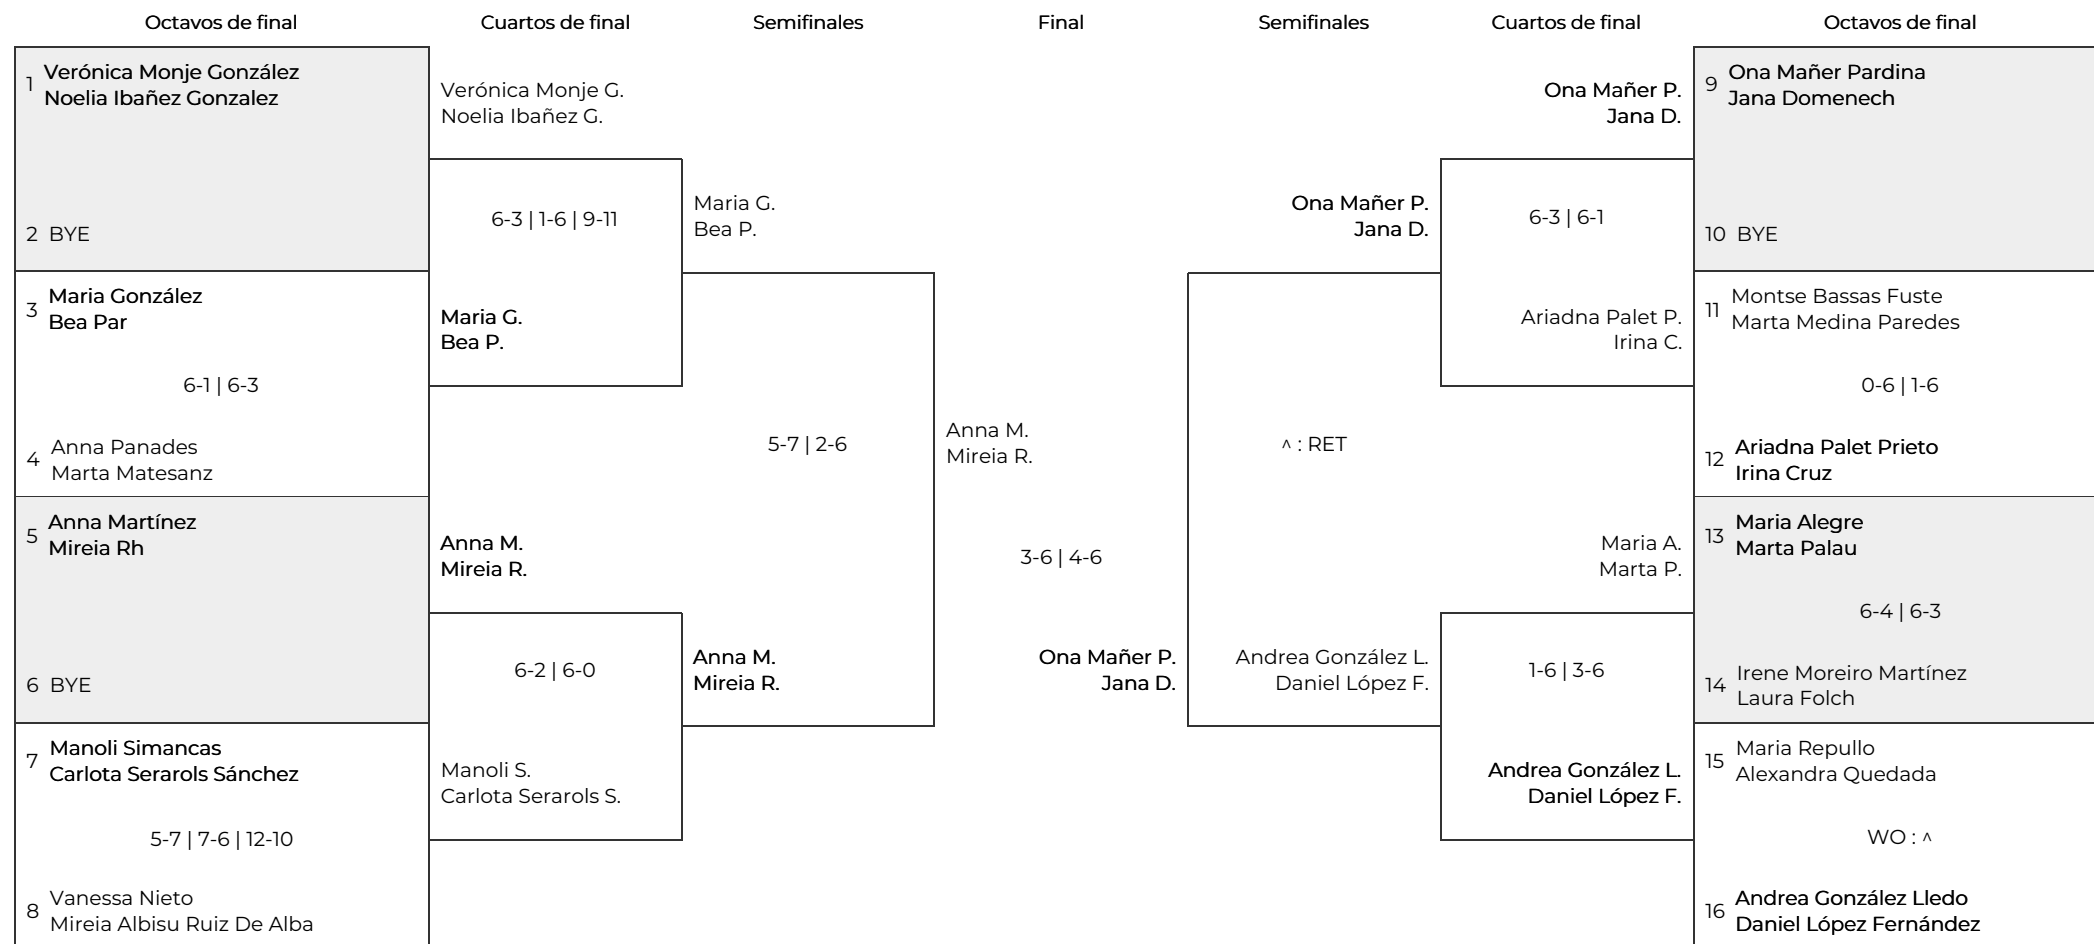 Octavos de final
Cuartos de final
Semifinales
Final
Semifinales
Cuartos de final
Octavos de final
1
Verónica Monje González
Noelia Ibañez Gonzalez
2 BYE
3
Maria González
Bea Par
6-1 | 6-3
4
Anna Panades
Marta Matesanz
5
Anna Martínez
Mireia Rh
6 BYE
7
Manoli Simancas
Carlota Serarols Sánchez
5-7 | 7-6 | 12-10
8
Vanessa Nieto
Mireia Albisu Ruiz De Alba
Verónica Monje G.
Noelia Ibañez G.
6-3 | 1-6 | 9-11
Maria G.
Bea P.
Anna M.
Mireia R.
6-2 | 6-0
Manoli S.
Carlota Serarols S.
Maria G.
Bea P.
5-7 | 2-6
Anna M.
Mireia R.
Anna M.
Mireia R.
3-6 | 4-6
Ona Mañer P.
Jana D.
Ona Mañer P.
Jana D.
^ : RET
Andrea González L.
Daniel López F.
Ona Mañer P.
Jana D.
6-3 | 6-1
Ariadna Palet P.
Irina C.
Maria A.
Marta P.
1-6 | 3-6
Andrea González L.
Daniel López F.
9
Ona Mañer Pardina
Jana Domenech
10 BYE
11
Montse Bassas Fuste
Marta Medina Paredes
0-6 | 1-6
12
Ariadna Palet Prieto
Irina Cruz
13
Maria Alegre
Marta Palau
6-4 | 6-3
14
Irene Moreiro Martínez
Laura Folch
15
Maria Repullo
Alexandra Quedada
WO : ^
16
Andrea González Lledo
Daniel López Fernández